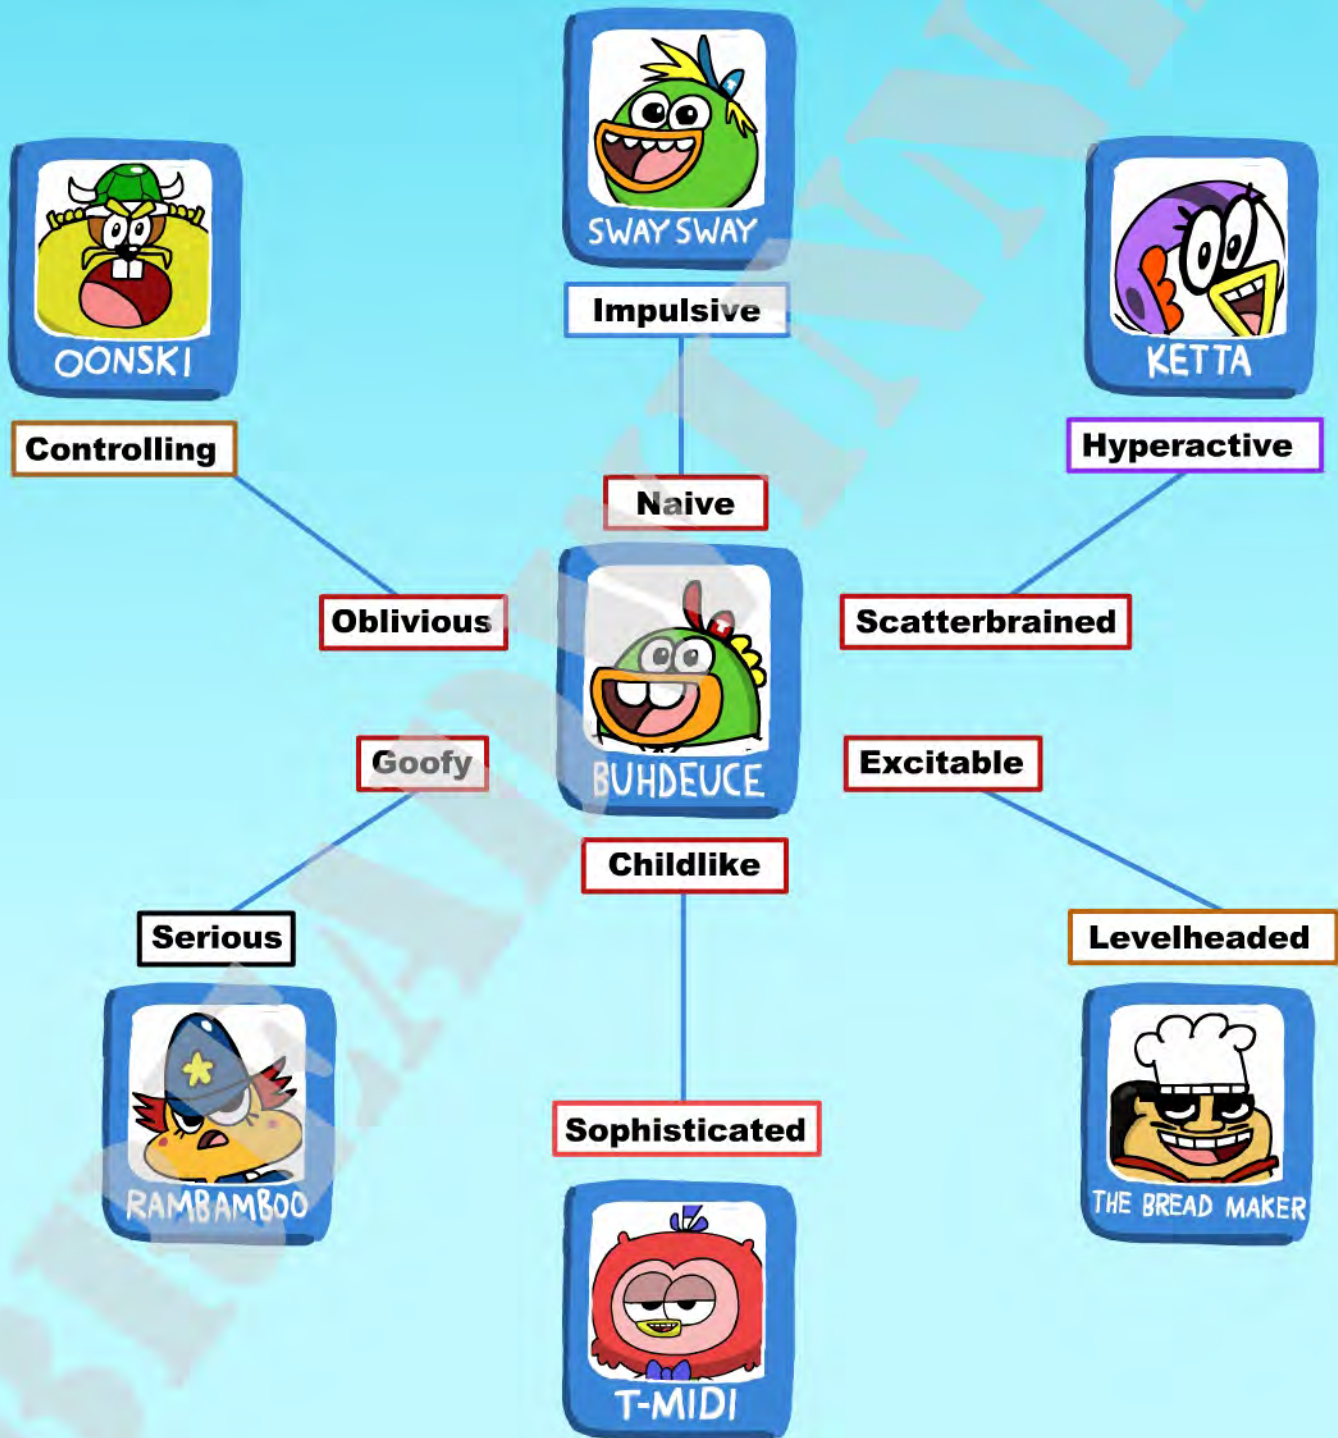 SWAY SWAY
Impulsive
OONSKI
Controlling
KETTA
Hyperactive
Naive
Oblivious
Scatterbrained
BUHDEUCE
Goofy
Excitable
Childlike
Serious
RAMBAMBOO
Levelheaded
THE BREAD MAKER
Sophisticated
T-MIDI